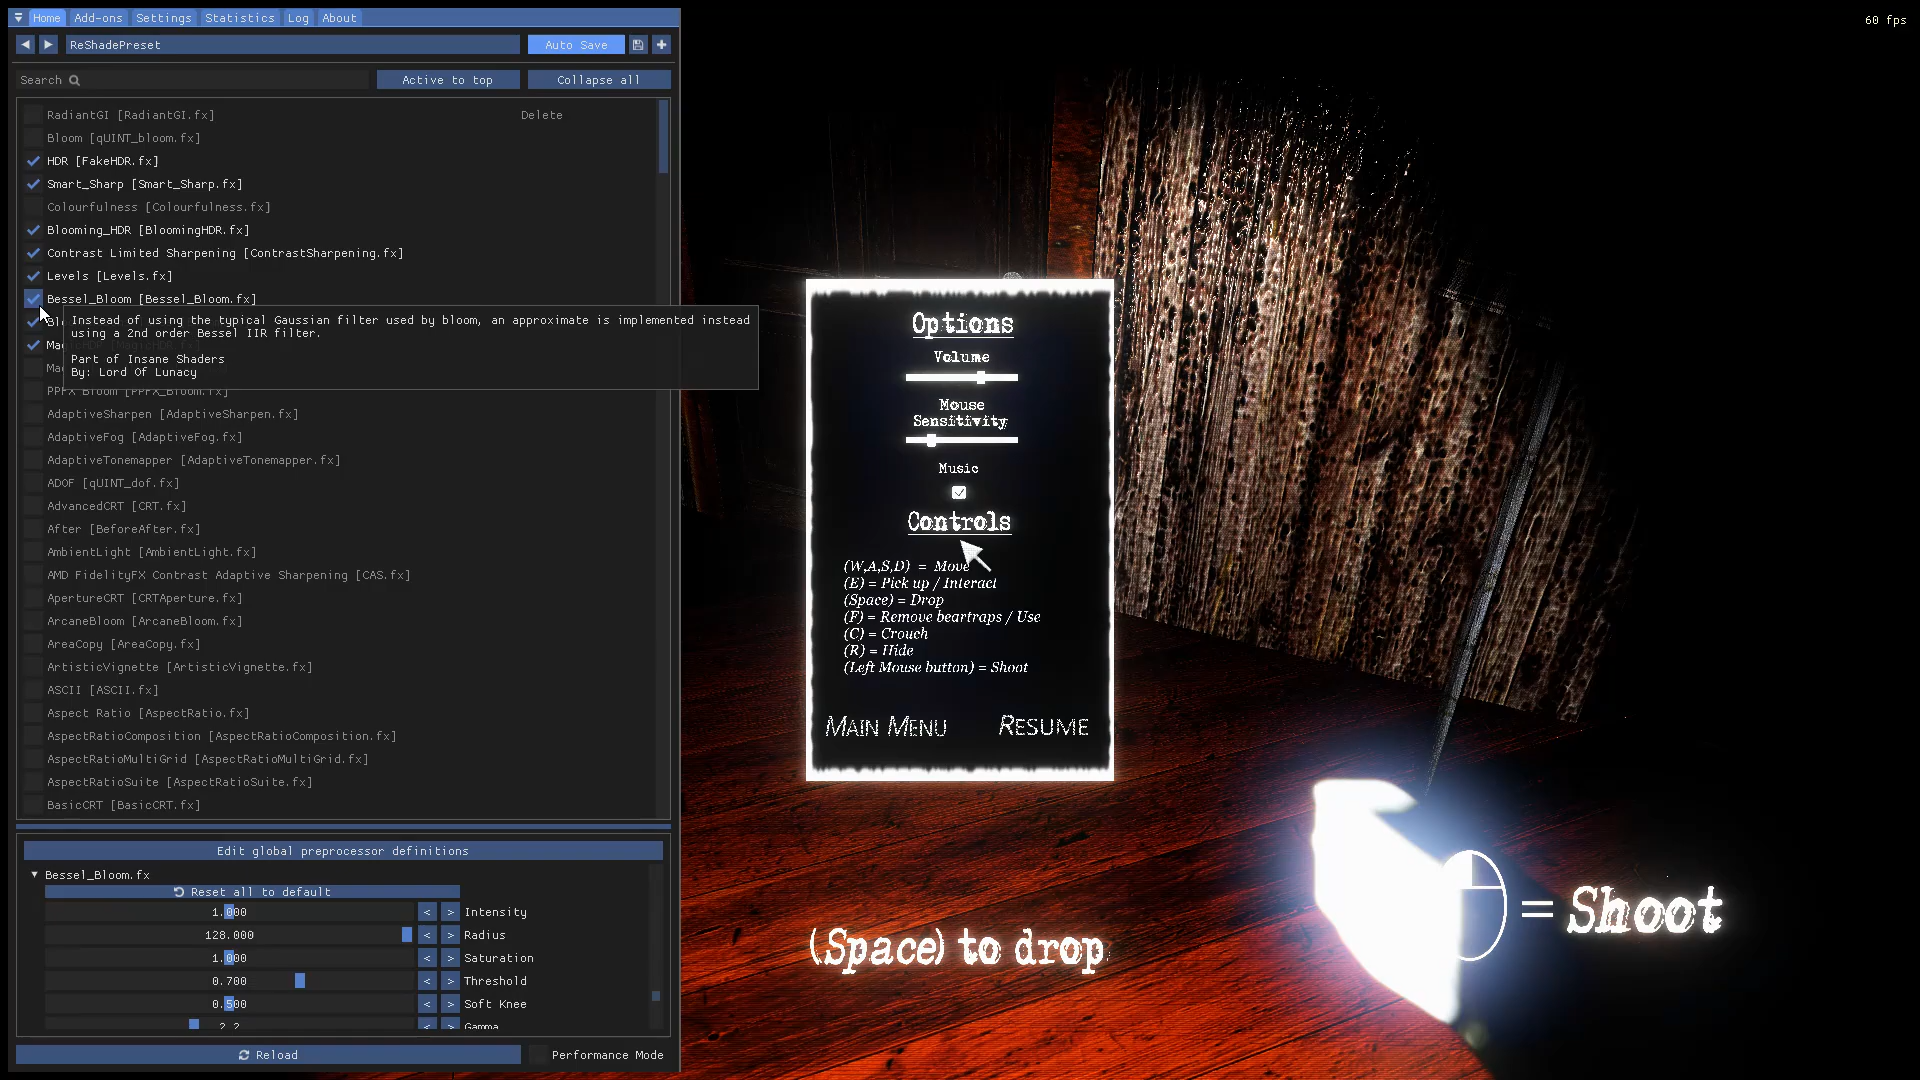 Home Add-ons Settings Statistics Log About
60 fps
ReShadePreset Auto Save
Search Active to top Collapse all
RadiantGI [RadiantGI.fx] Delete
Bloom [qUINT_bloom.fx]
HDR [FakeHDR.fx]
Smart_Sharp [Smart_Sharp.fx]
Colourfulness [Colourfulness.fx]
Blooming_HDR [BloomingHDR.fx]
Contrast Limited Sharpening [ContrastSharpening.fx]
Levels [Levels.fx]
Bessel_Bloom [Bessel_Bloom.fx]
Instead of using the typical Gaussian filter used by bloom, an approximate is implemented instead
using a 2nd order Bessel IIR filter.
Part of Insane Shaders
By: Lord Of Lunacy
PPFX Bloom [PPFX_Bloom.fx]
AdaptiveSharpen [AdaptiveSharpen.fx]
AdaptiveFog [AdaptiveFog.fx]
AdaptiveTonemapper [AdaptiveTonemapper.fx]
ADOF [qUINT_dof.fx]
AdvancedCRT [CRT.fx]
After [BeforeAfter.fx]
AmbientLight [AmbientLight.fx]
AMD FidelityFX Contrast Adaptive Sharpening [CAS.fx]
ApertureCRT [CRTAperture.fx]
ArcaneBloom [ArcaneBloom.fx]
AreaCopy [AreaCopy.fx]
ArtisticVignette [ArtisticVignette.fx]
ASCII [ASCII.fx]
Aspect Ratio [AspectRatio.fx]
AspectRatioComposition [AspectRatioComposition.fx]
AspectRatioMultiGrid [AspectRatioMultiGrid.fx]
AspectRatioSuite [AspectRatioSuite.fx]
BasicCRT [BasicCRT.fx]
Edit global preprocessor definitions
Bessel_Bloom.fx
Reset all to default
1.000 < > Intensity
128.000 < > Radius
1.000 < > Saturation
0.700 < > Threshold
0.500 < > Soft Knee
2.2 < > Gamma
Reload Performance Mode
Options
Volume
Mouse
Sensitivity
Music
Controls
(W,A,S,D) = Move
(E) = Pick up / Interact
(Space) = Drop
(F) = Remove beartraps / Use
(C) = Crouch
(R) = Hide
(Left Mouse button) = Shoot
MAIN MENU RESUME
(Space) to drop
= Shoot